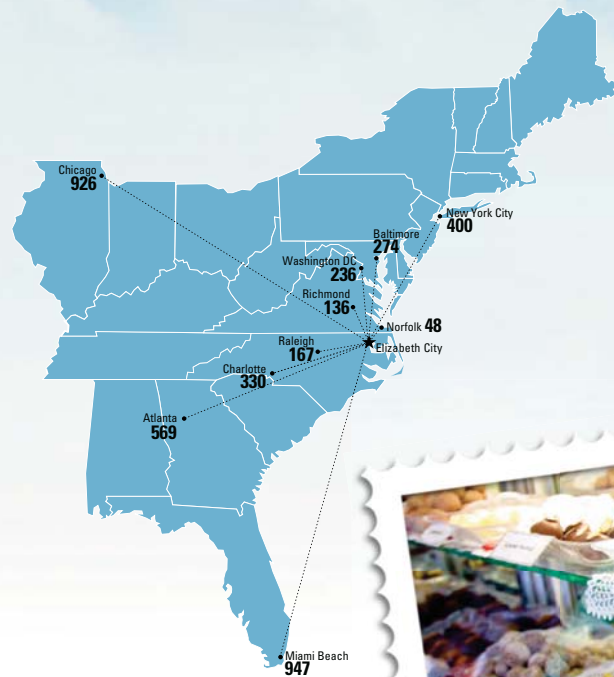 Chicago
926
New York City
400
Baltimore
274
Washington DC
236
Richmond
136
Norfolk 48
Elizabeth City
Raleigh
167
Charlotte
330
Atlanta
569
Miami Beach
947